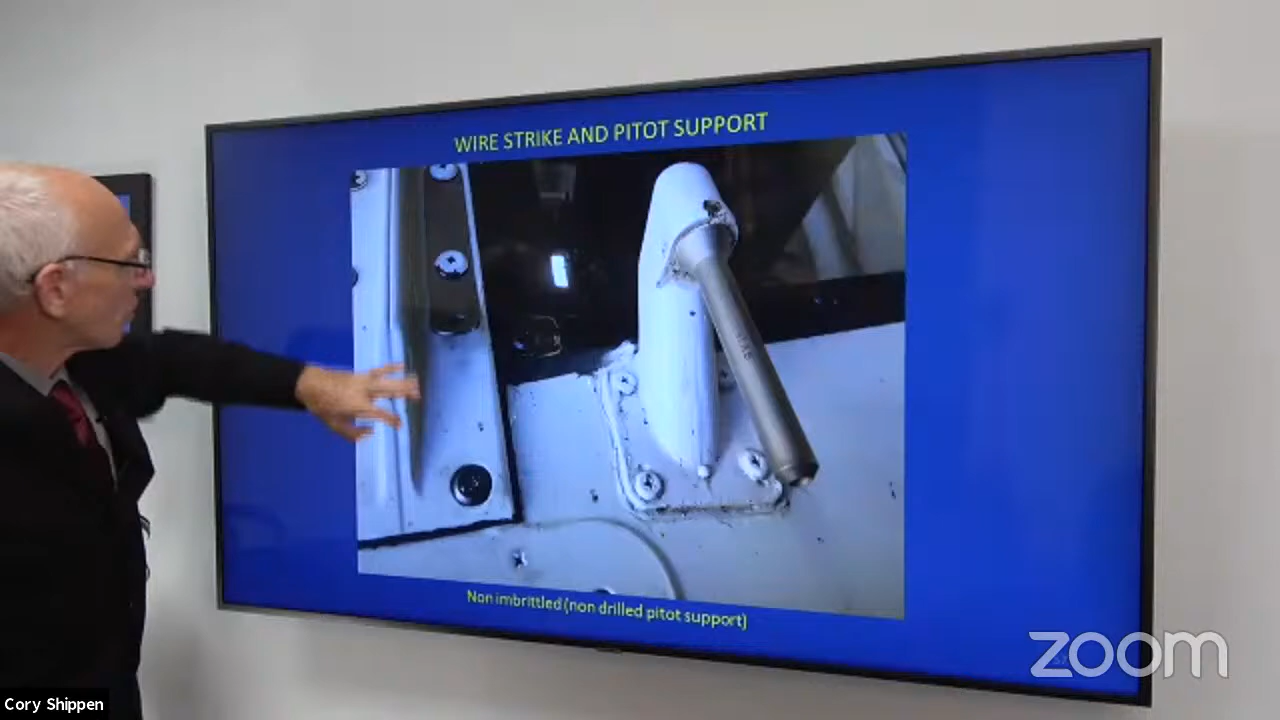 WIRE STRIKE AND PITOT SUPPORT
Non imbrittled (non drilled pitot support)
zoom
Cory Shippen